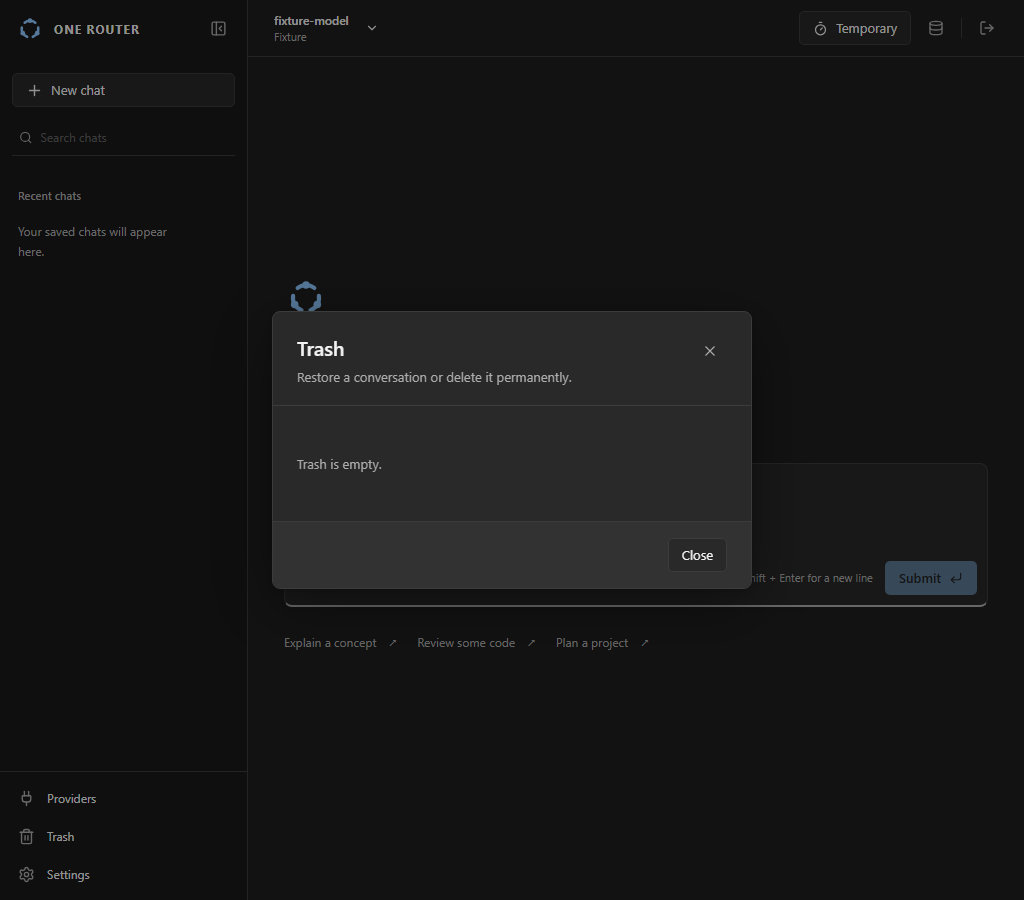 ONE ROUTER
New chat
Search chats
Recent chats
Your saved chats will appear
here.
Providers
Trash
Settings
fixture-model
Fixture
Temporary
Trash
Restore a conversation or delete it permanently.
Trash is empty.
Close
+ Enter for a new line
Submit
Explain a concept
Review some code
Plan a project